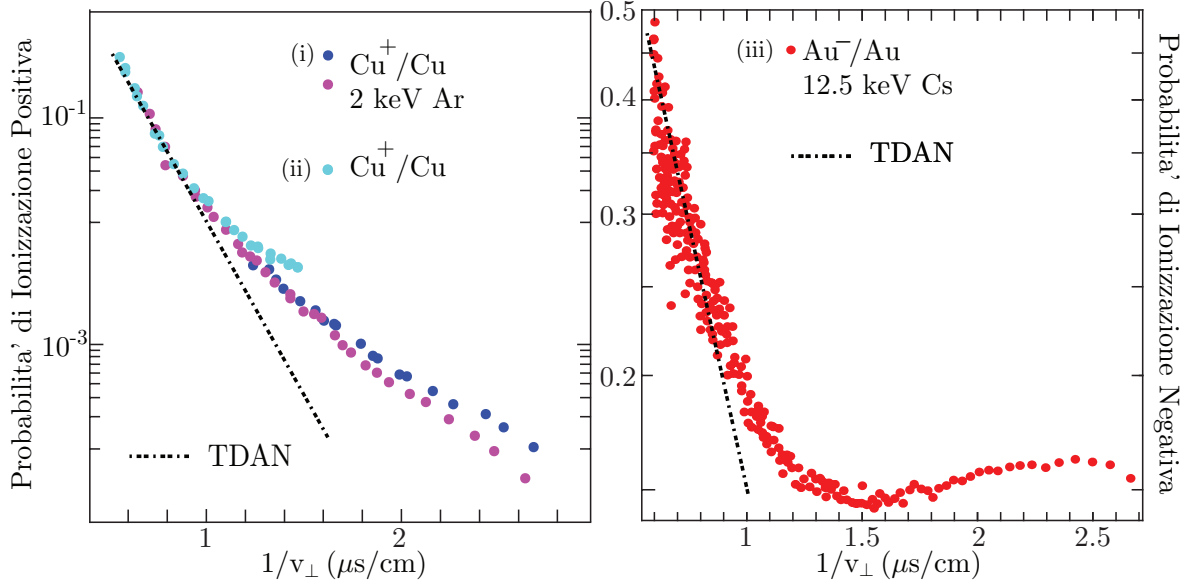 Probabilita' di Ionizzazione Positiva
10^-1
10^-3
(i) Cu^+/Cu
2 keV Ar
(ii) Cu^+/Cu
TDAN
1 2
1/v⊥ (μs/cm)
0.5
0.4
0.3
0.2
(iii) Au^−/Au
12.5 keV Cs
TDAN
1 1.5 2 2.5
1/v⊥ (μs/cm)
Probabilita' di Ionizzazione Negativa